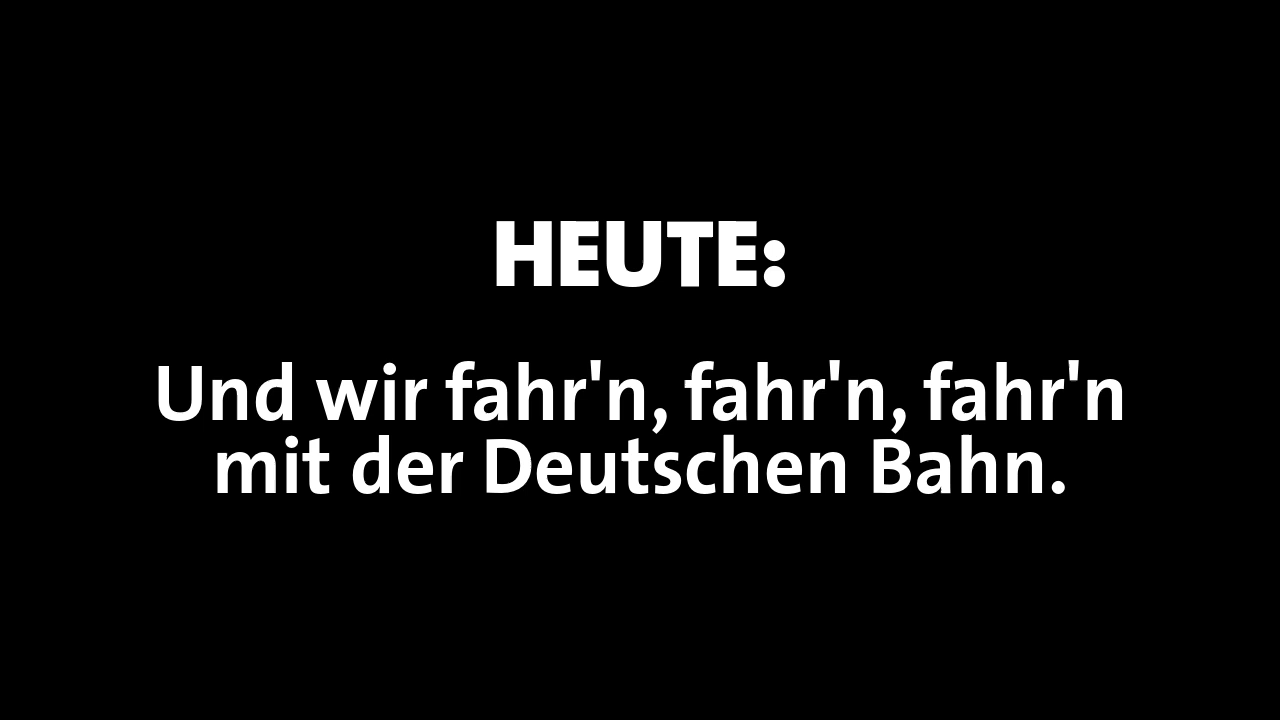 HEUTE:
Und wir fahr'n, fahr'n, fahr'n
mit der Deutschen Bahn.